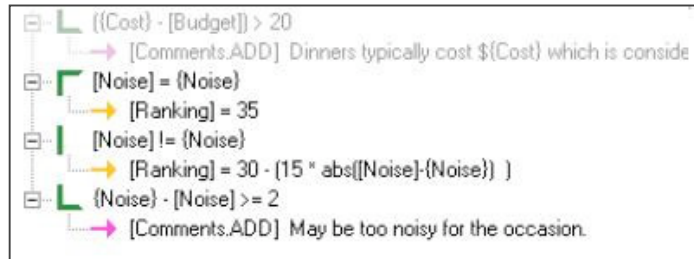 ({Cost} - [Budget]) > 20
[Comments.ADD] Dinners typically cost ${Cost} which is conside
[Noise] = {Noise}
[Ranking] = 35
[Noise] != {Noise}
[Ranking] = 30 - (15 * abs([Noise]-{Noise}) )
{Noise} - [Noise] >= 2
[Comments.ADD] May be too noisy for the occasion.